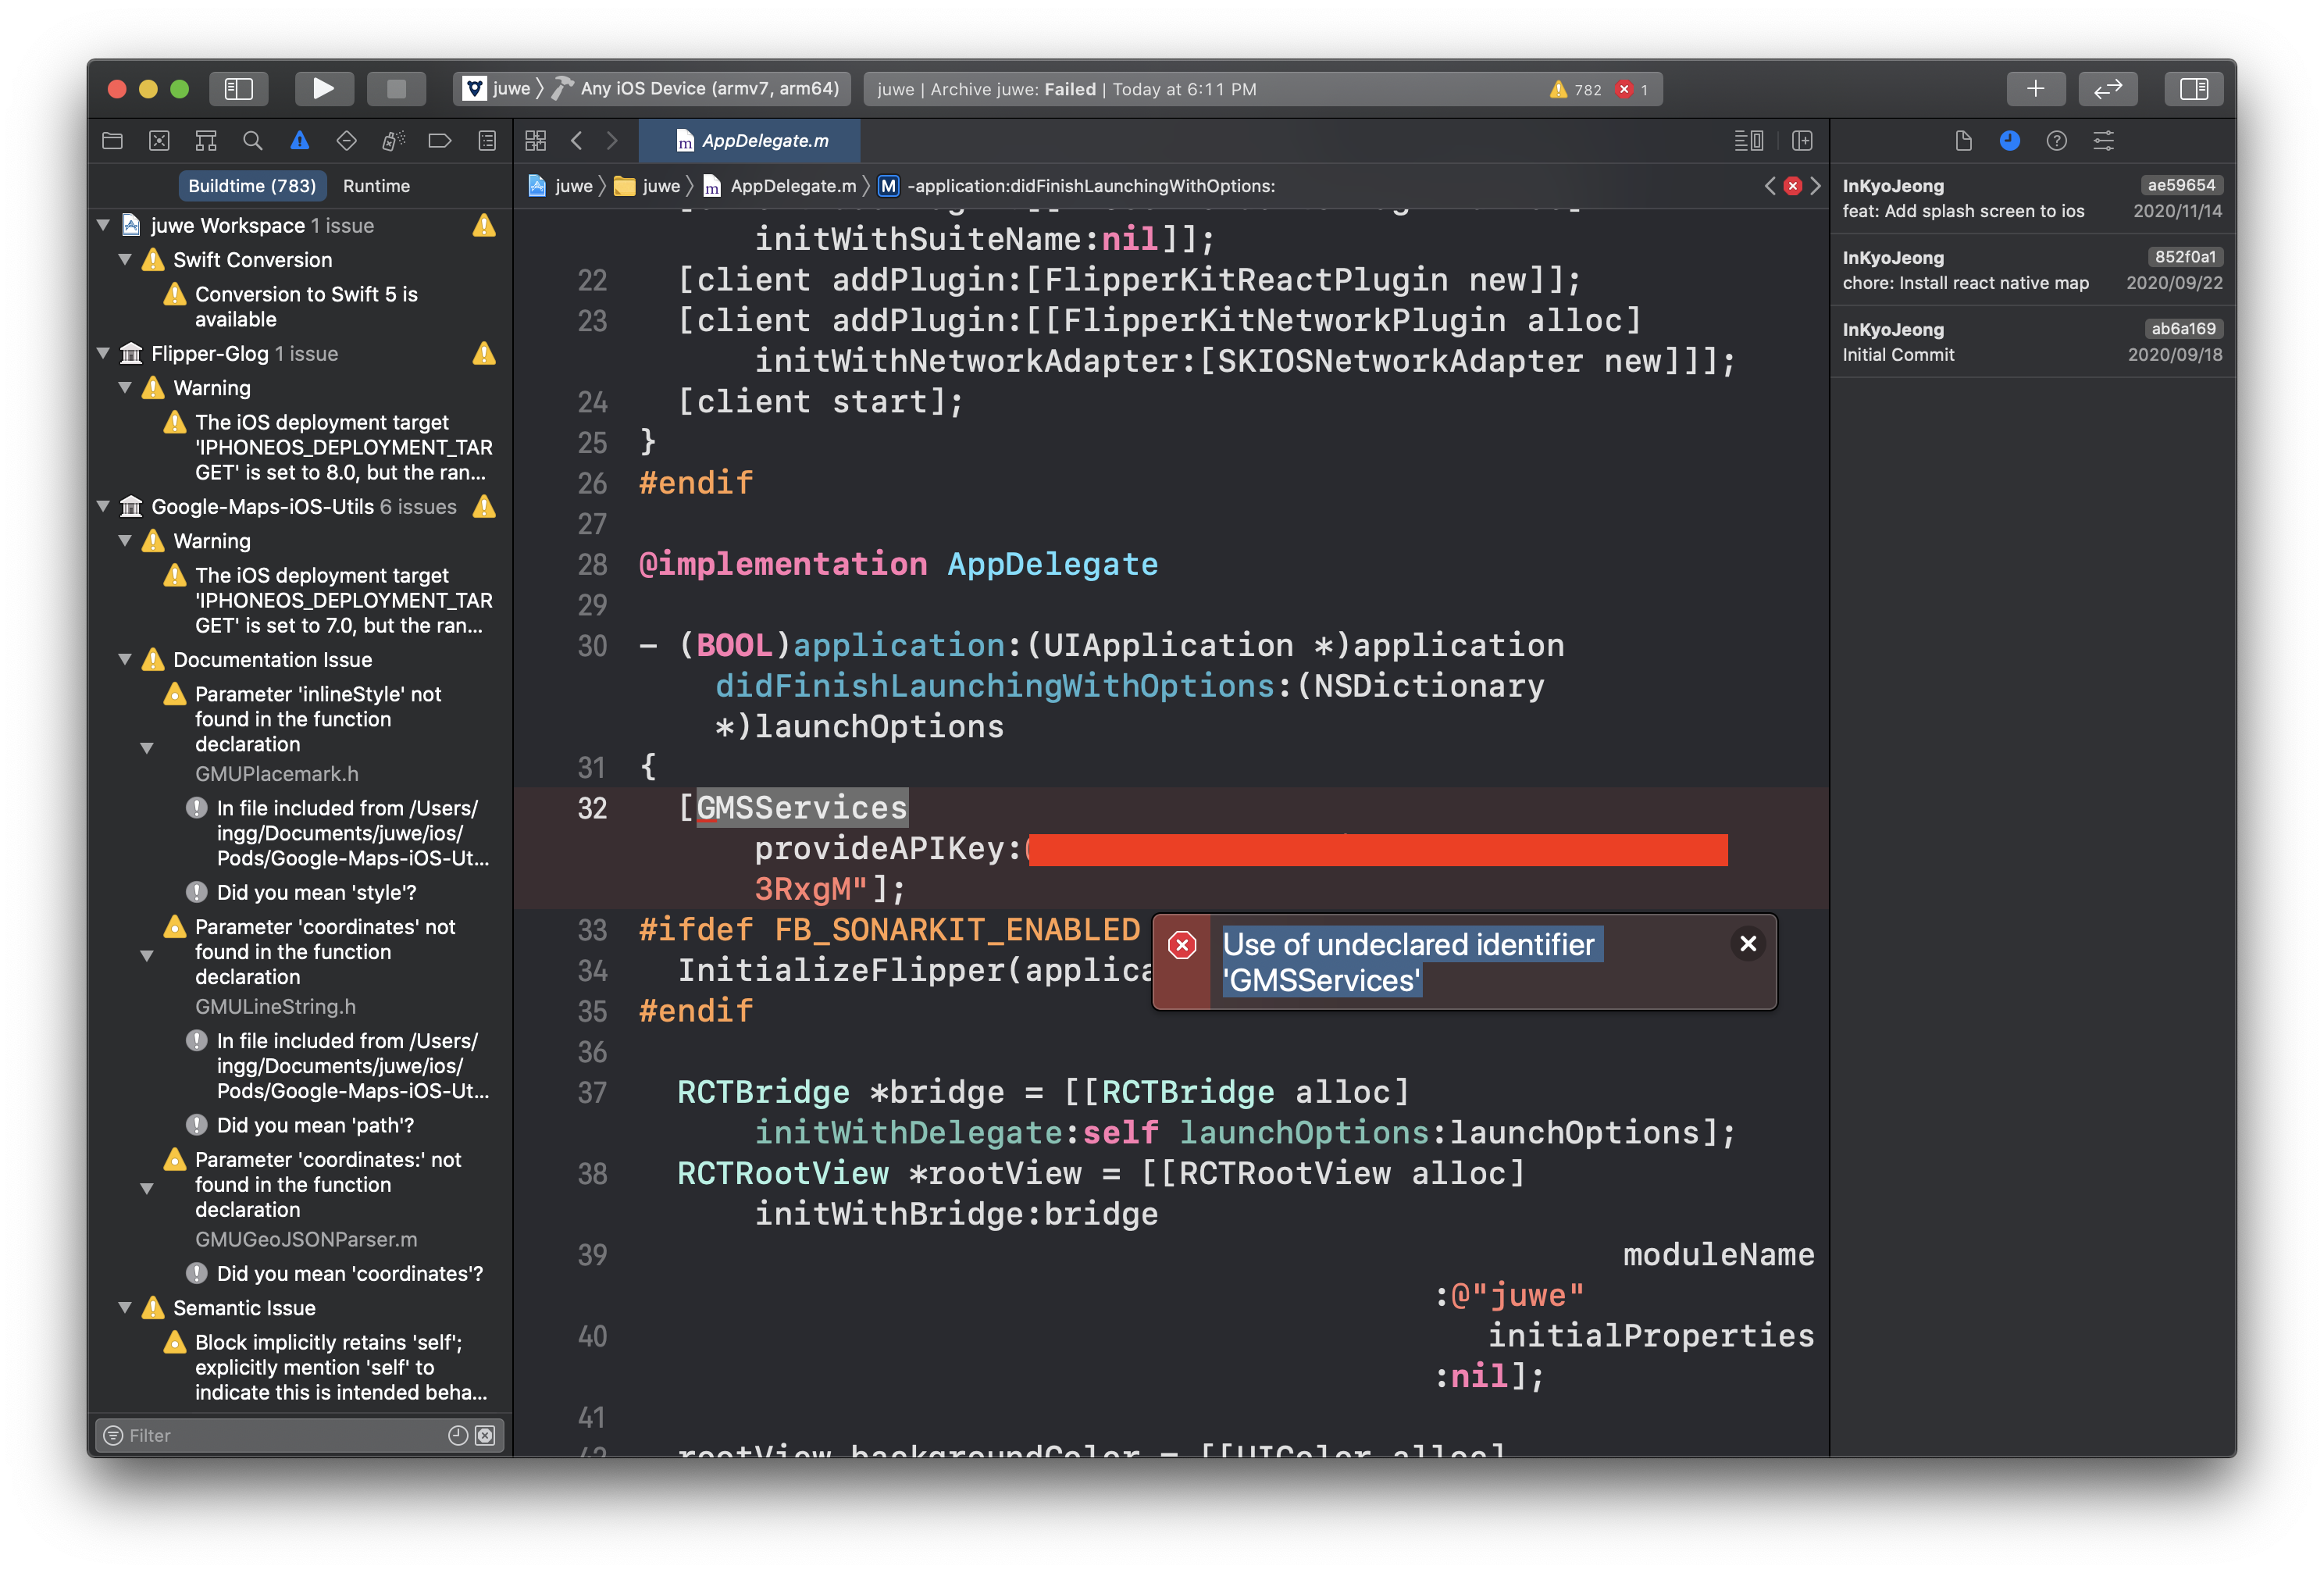 juwe 〉 Any iOS Device (armv7, arm64)
juwe | Archive juwe: Failed | Today at 6:11 PM
782
1
AppDelegate.m
Buildtime (783)
Runtime
juwe Workspace 1 issue
Swift Conversion
Conversion to Swift 5 is
available
Flipper-Glog 1 issue
Warning
The iOS deployment target
'IPHONEOS_DEPLOYMENT_TAR
GET' is set to 8.0, but the ran...
Google-Maps-iOS-Utils 6 issues
Warning
The iOS deployment target
'IPHONEOS_DEPLOYMENT_TAR
GET' is set to 7.0, but the ran...
Documentation Issue
Parameter 'inlineStyle' not
found in the function
declaration
GMUPlacemark.h
In file included from /Users/
ingg/Documents/juwe/ios/
Pods/Google-Maps-iOS-Ut...
Did you mean 'style'?
Parameter 'coordinates' not
found in the function
declaration
GMULineString.h
In file included from /Users/
ingg/Documents/juwe/ios/
Pods/Google-Maps-iOS-Ut...
Did you mean 'path'?
Parameter 'coordinates:' not
found in the function
declaration
GMUGeoJSONParser.m
Did you mean 'coordinates'?
Semantic Issue
Block implicitly retains 'self';
explicitly mention 'self' to
indicate this is intended beha...
Filter
juwe 〉 juwe 〉 m AppDelegate.m 〉 M -application:didFinishLaunchingWithOptions:
initWithSuiteName:nil]];
22 [client addPlugin:[FlipperKitReactPlugin new]];
23 [client addPlugin:[[FlipperKitNetworkPlugin alloc]
initWithNetworkAdapter:[SKIOSNetworkAdapter new]]];
24 [client start];
25 }
26 #endif
27
28 @implementation AppDelegate
29
30 - (BOOL)application:(UIApplication *)application
didFinishLaunchingWithOptions:(NSDictionary
*)launchOptions
31 {
32 [GMSServices
provideAPIKey:
3RxgM"];
33 #ifdef FB_SONARKIT_ENABLED
34 InitializeFlipper(applica
35 #endif
36
Use of undeclared identifier
'GMSServices'
37 RCTBridge *bridge = [[RCTBridge alloc]
initWithDelegate:self launchOptions:launchOptions];
38 RCTRootView *rootView = [[RCTRootView alloc]
initWithBridge:bridge
39 moduleName
:@"juwe"
40 initialProperties
:nil];
41
42 rootView.backgroundColor = [[UIColor alloc]
InKyoJeong ae59654
feat: Add splash screen to ios 2020/11/14
InKyoJeong 852f0a1
chore: Install react native map 2020/09/22
InKyoJeong ab6a169
Initial Commit 2020/09/18